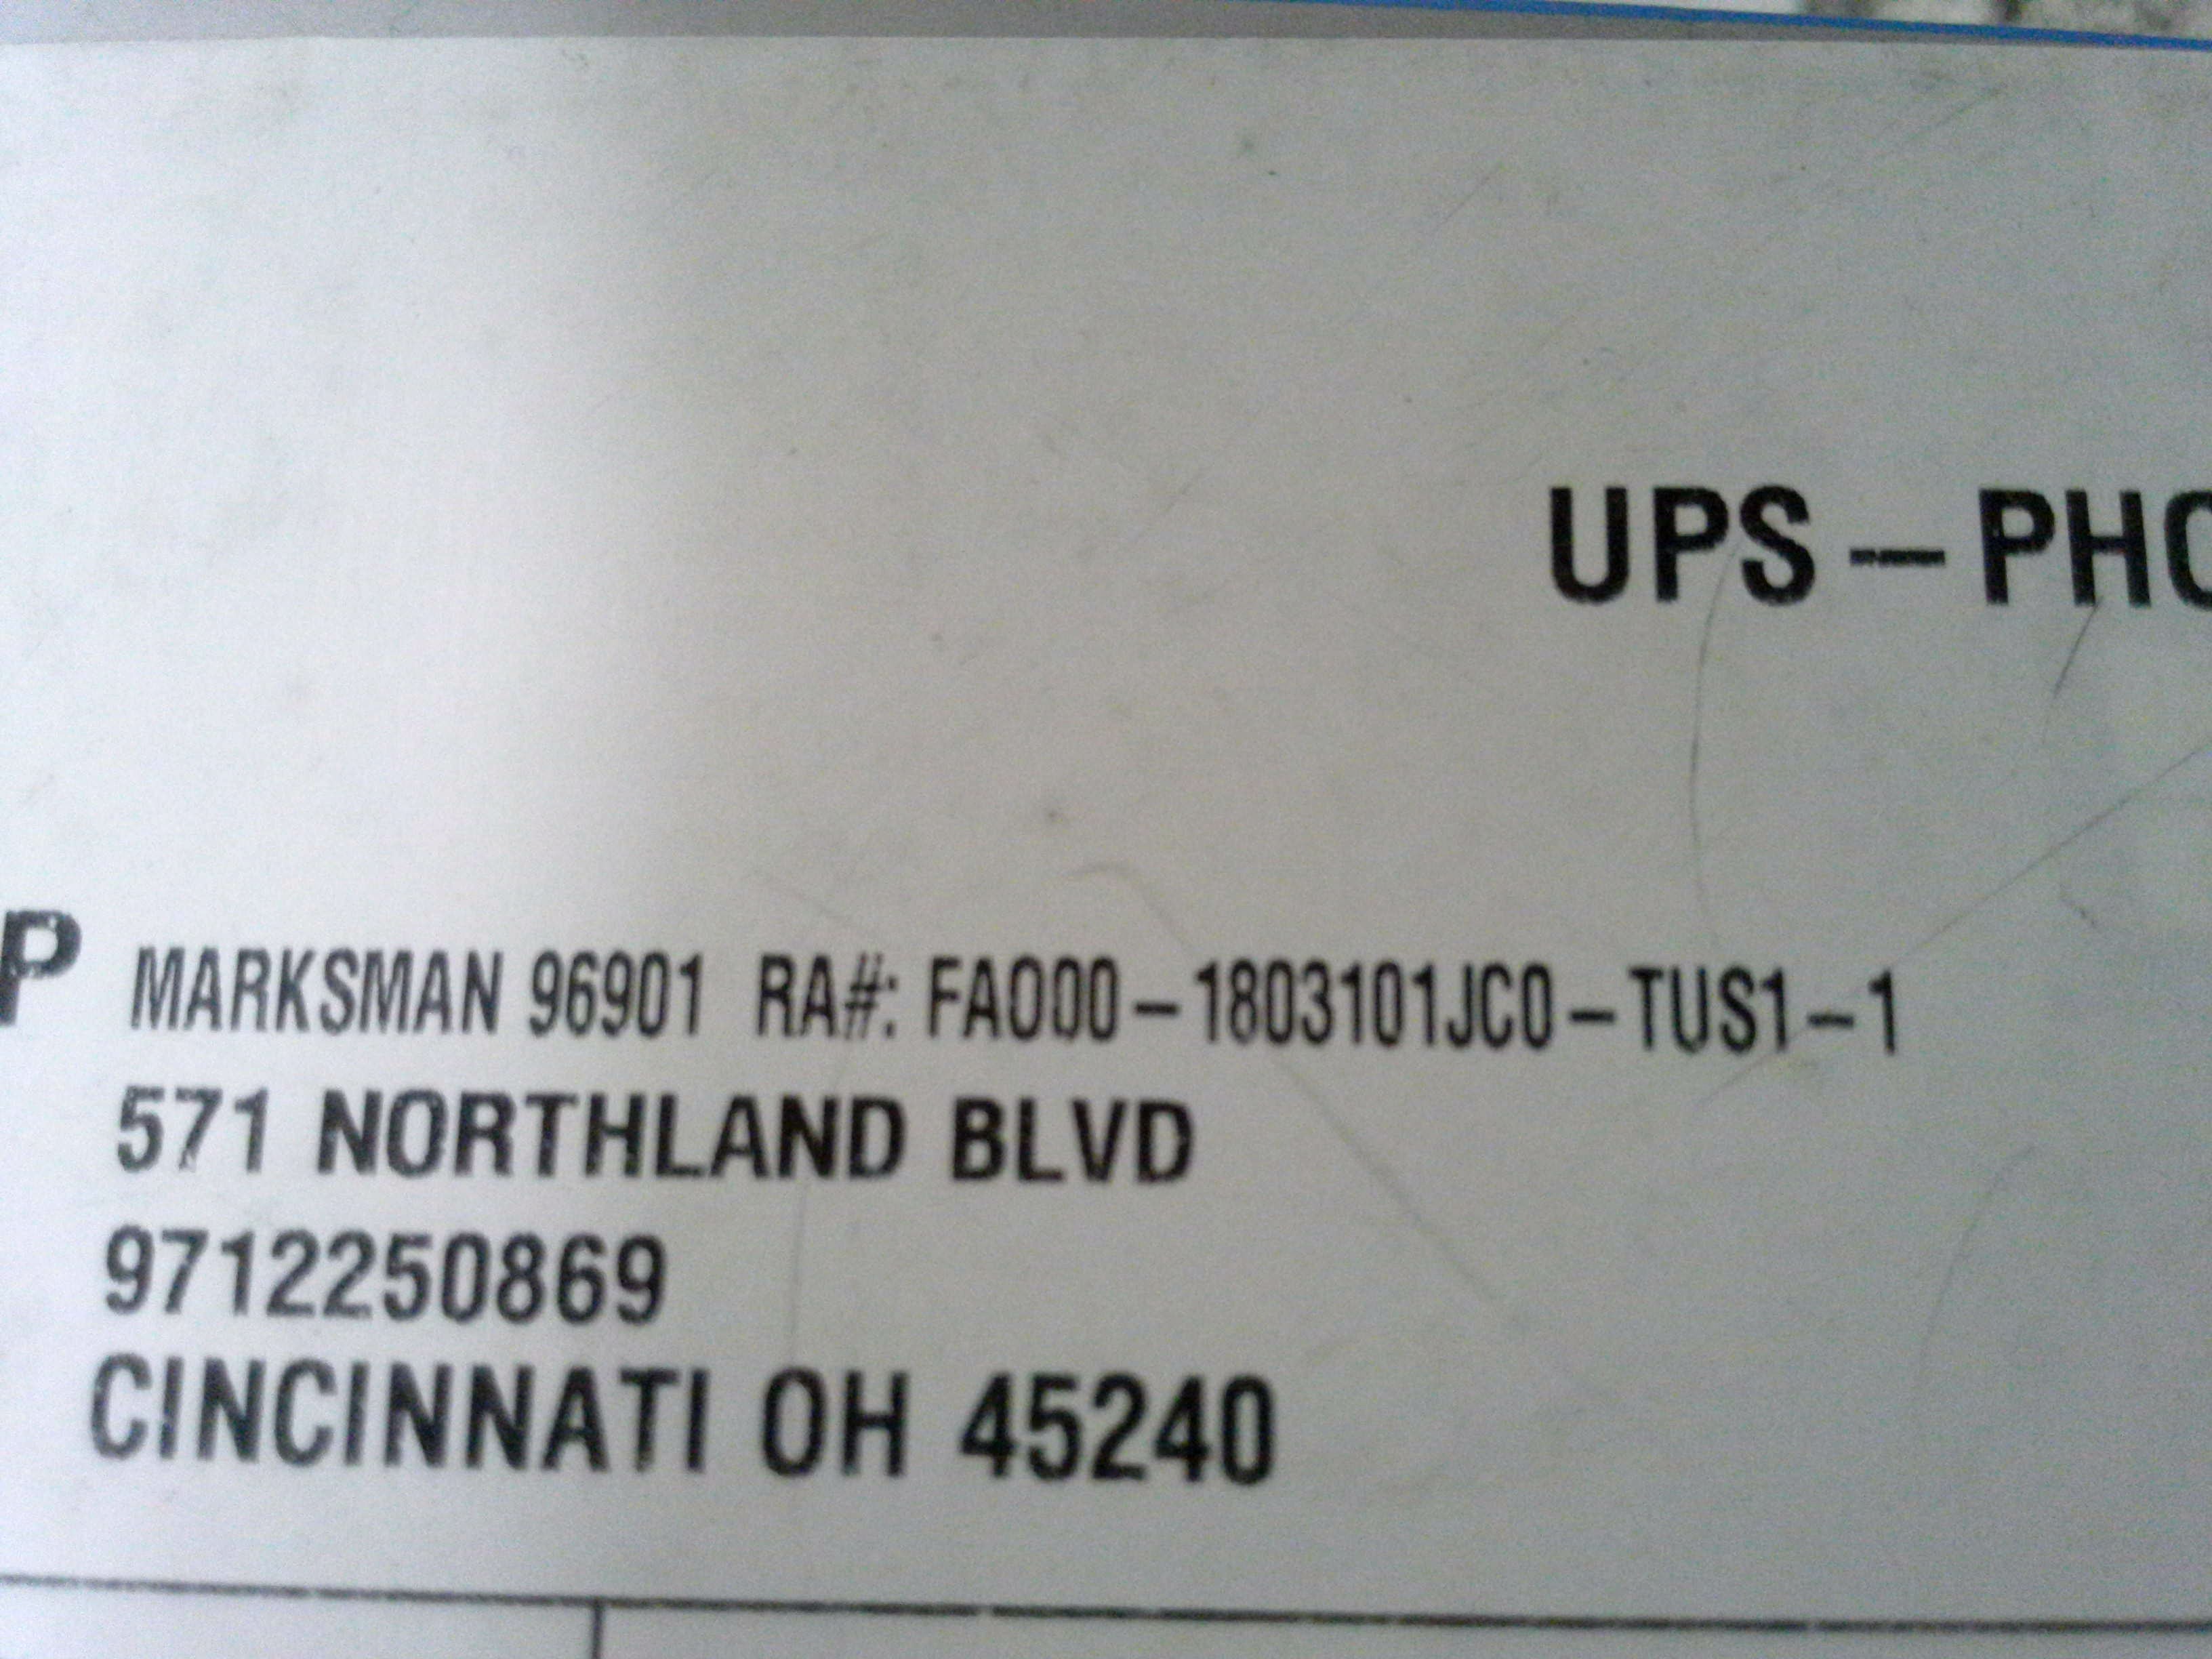 UPS – PHO
P
MARKSMAN 96901 RA#: FA000-1803101JC0-TUS1-1
571 NORTHLAND BLVD
9712250869
CINCINNATI OH 45240